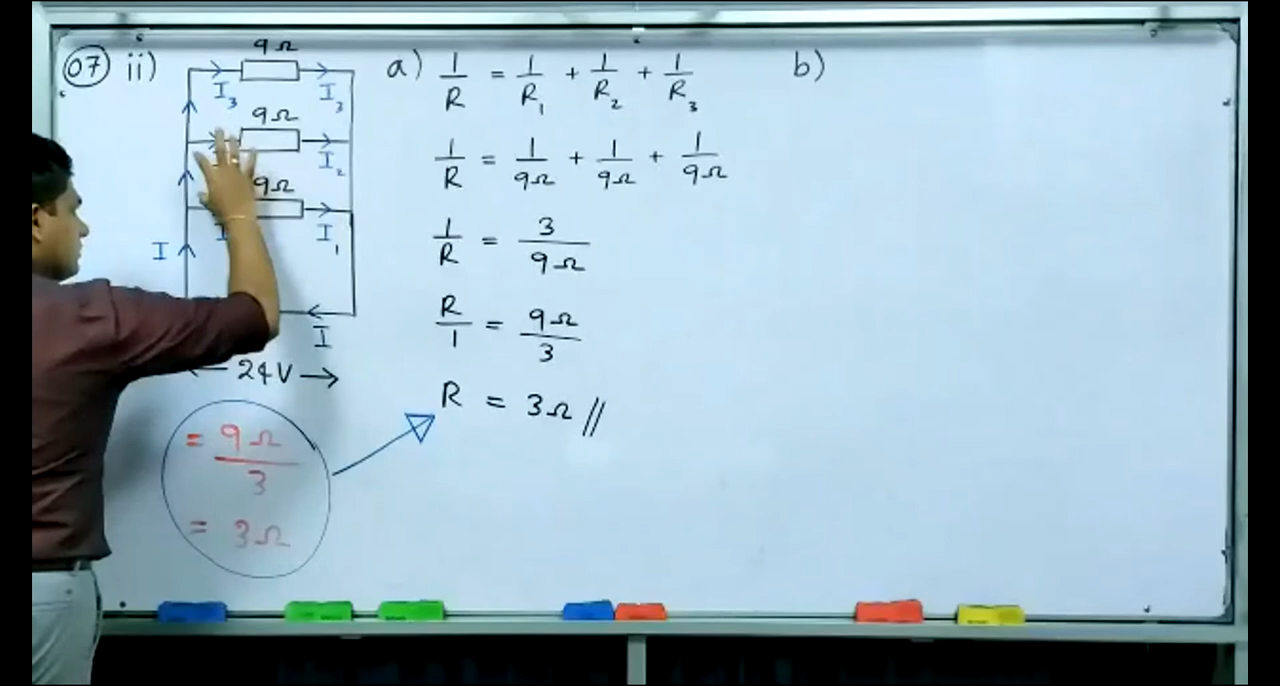 07 ii)
9Ω
I₃ I₃
9Ω
I₂
9Ω
I I₁
I
24V
= 9Ω/3
= 3Ω
a) 1/R = 1/R₁ + 1/R₂ + 1/R₃
1/R = 1/9Ω + 1/9Ω + 1/9Ω
1/R = 3/9Ω
R/1 = 9Ω/3
R = 3Ω //
b)